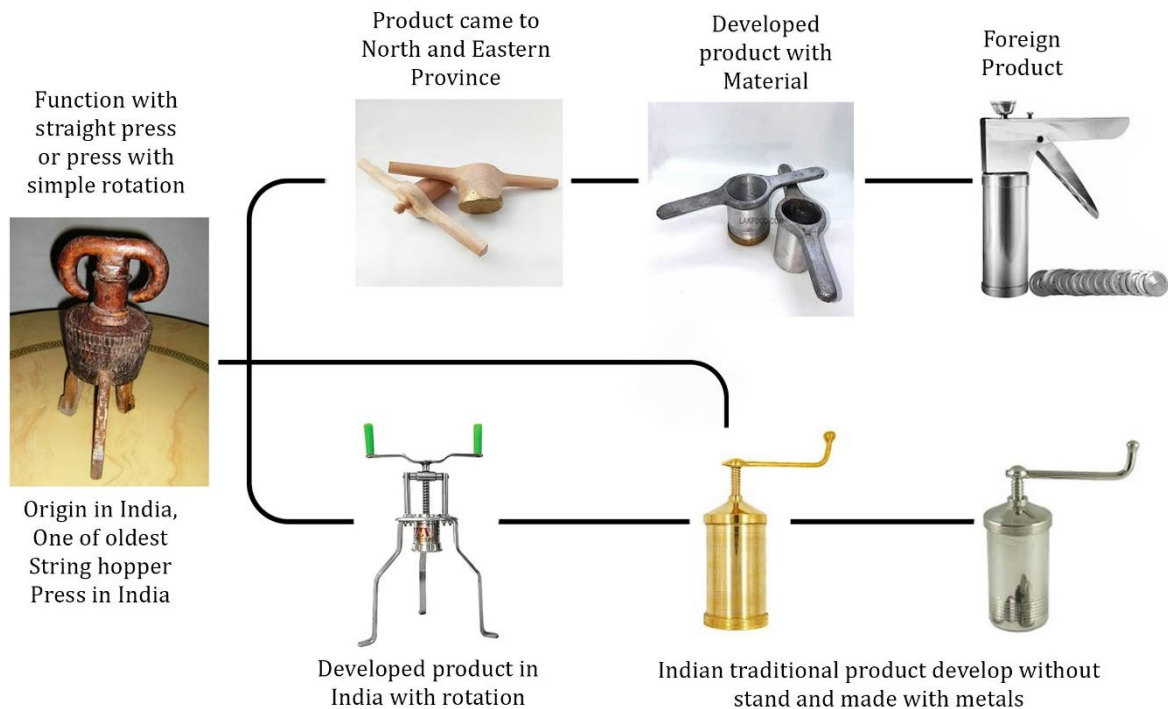 Function with
straight press
or press with
simple rotation
Origin in India,
One of oldest
String hopper
Press in India
Product came to
North and Eastern
Province
Developed
product with
Material
LAKFOOD.COM
Foreign
Product
Developed product in
India with rotation
Indian traditional product develop without
stand and made with metals